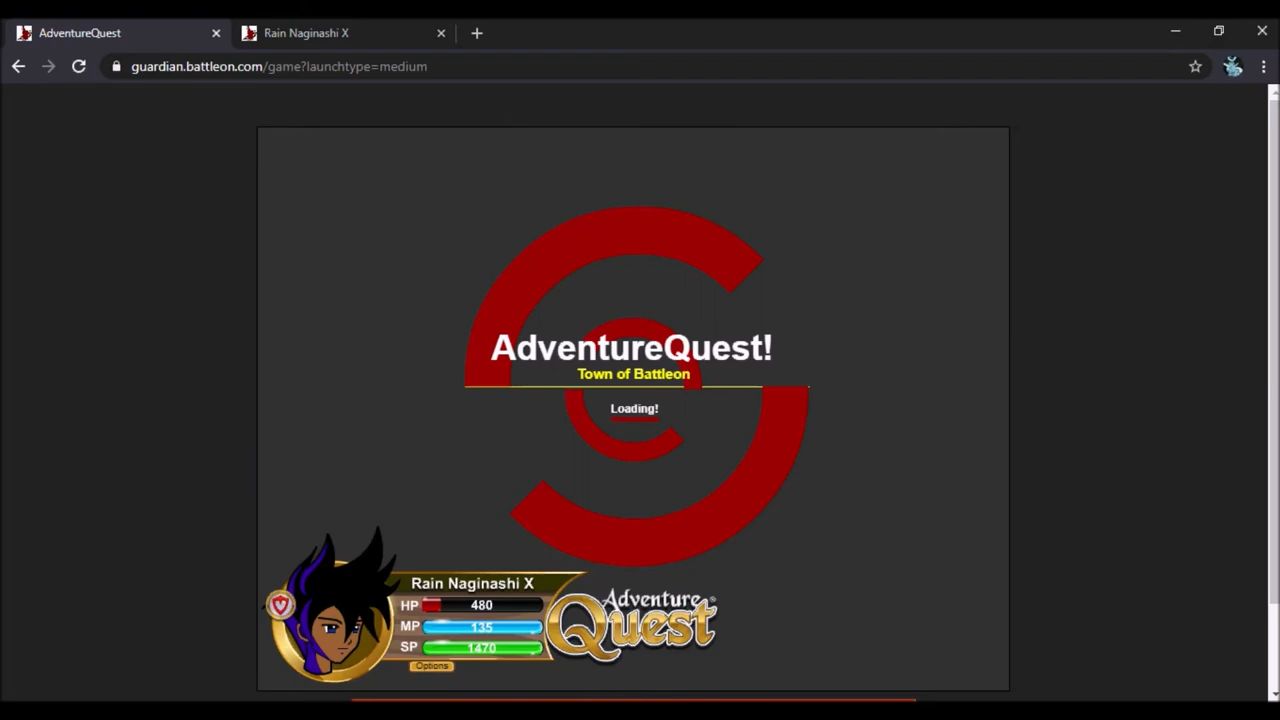 AdventureQuest
Rain Naginashi X
guardian.battleon.com/game?launchtype=medium
AdventureQuest!
Town of Battleon
Loading!
Rain Naginashi X
HP 480
MP 135
SP 1470
Options
Adventure
Quest